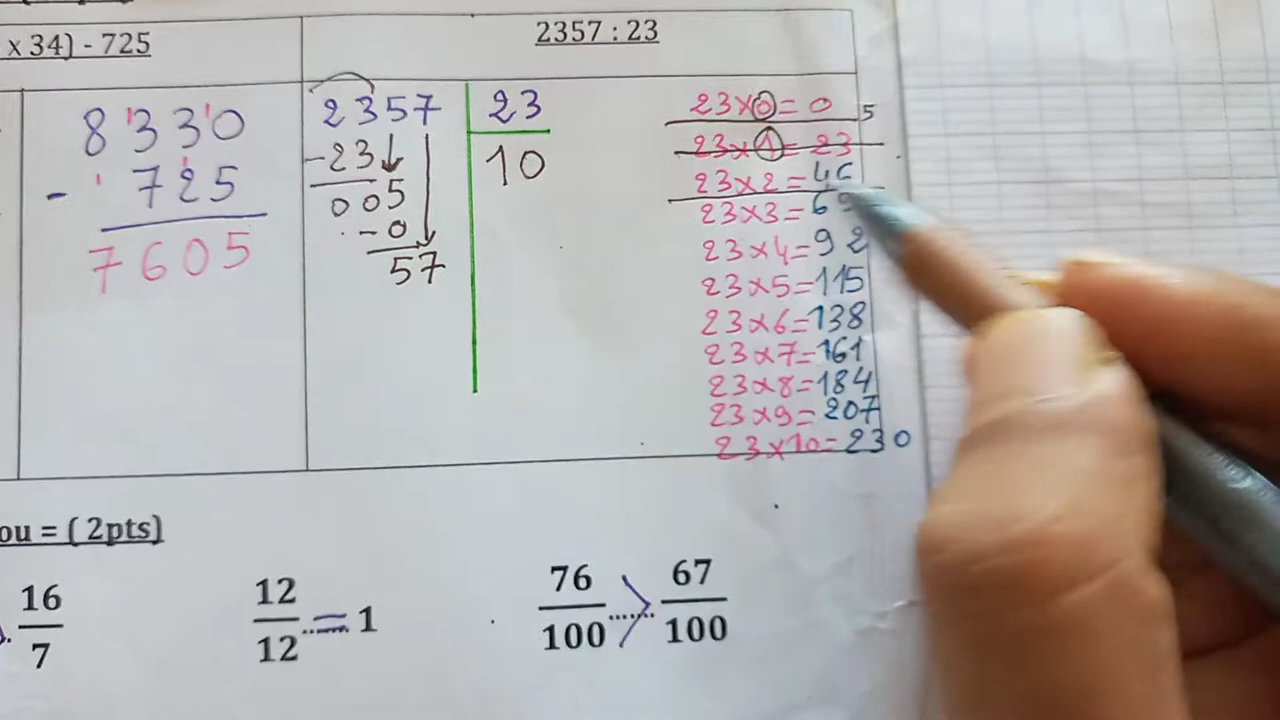 x 34) - 725
2357 : 23
8330
- 725
7605
2357 23
-23 10
005
-0
57
23x0=0 5
23x1=23
23x2=46
23x3=69
23x4=92
23x5=115
23x6=138
23x7=161
23x8=184
23x9=207
23x10=230
ou = ( 2pts)
16
7
12
12 ...=... 1
76
100 ...>... 67
100